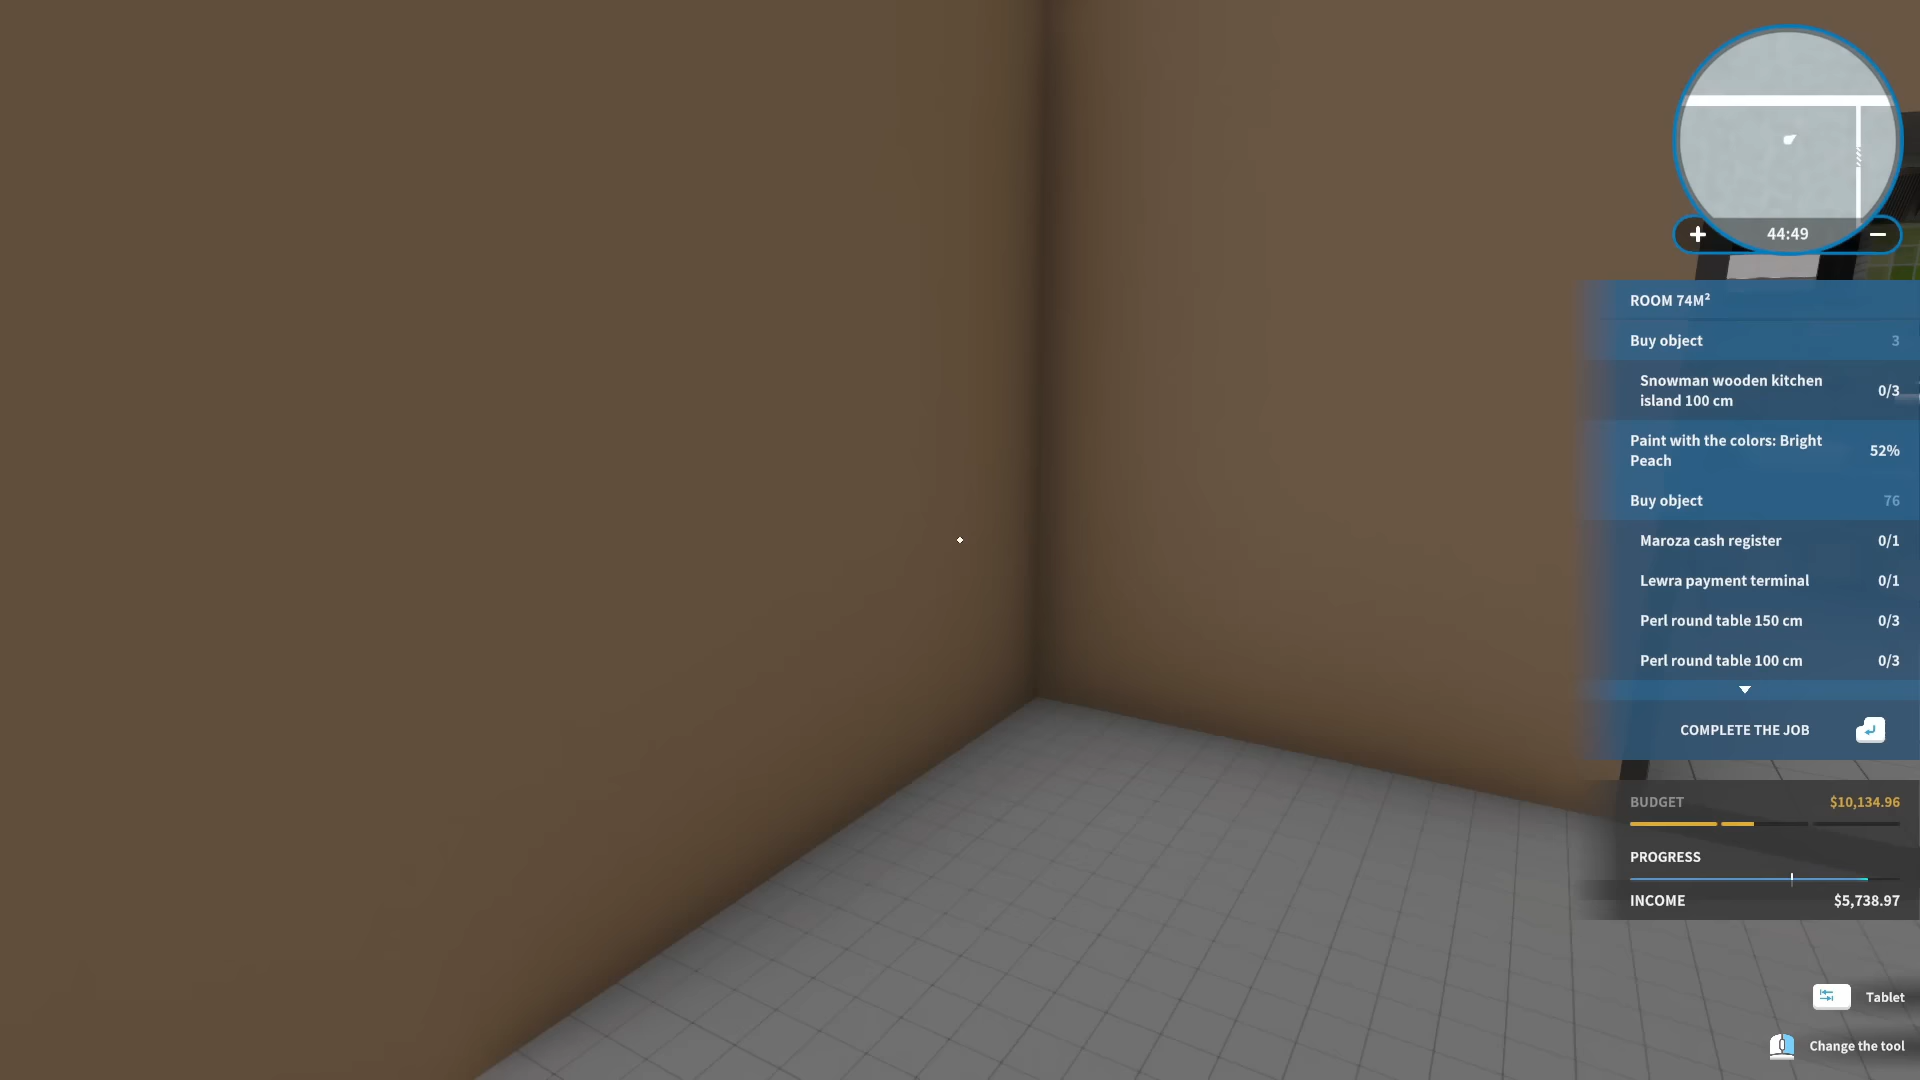 44:49
ROOM 74M²
Buy object 3
Snowman wooden kitchen
island 100 cm 0/3
Paint with the colors: Bright
Peach 52%
Buy object 76
Maroza cash register 0/1
Lewra payment terminal 0/1
Perl round table 150 cm 0/3
Perl round table 100 cm 0/3
COMPLETE THE JOB
BUDGET $10,134.96
PROGRESS
INCOME $5,738.97
Tablet
Change the tool